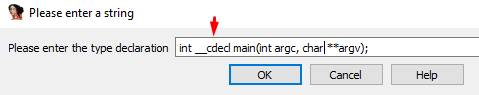 Please enter a string
Please enter the type declaration int __cdecl main(int argc, char **argv);
OK Cancel Help